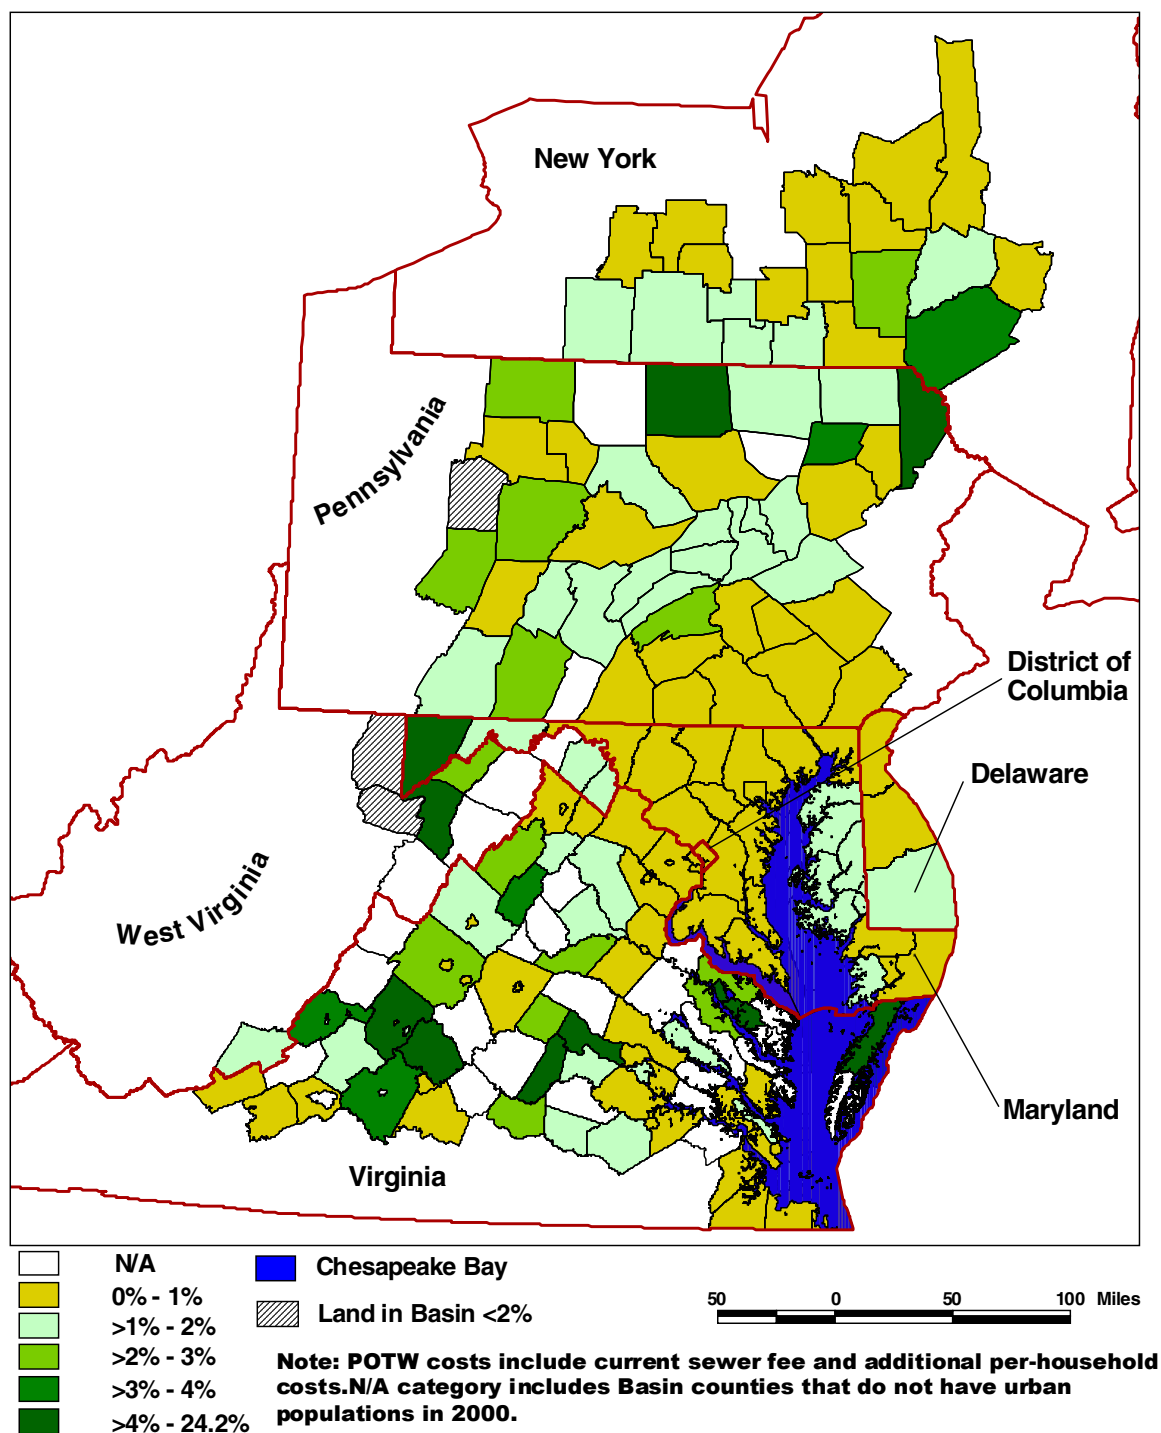 New York
Pennsylvania
District of
Columbia
Delaware
West Virginia
Maryland
Virginia
N/A
0% - 1%
>1% - 2%
>2% - 3%
>3% - 4%
>4% - 24.2%
Chesapeake Bay
Land in Basin <2%
50 0 50 100 Miles
Note: POTW costs include current sewer fee and additional per-household
costs.N/A category includes Basin counties that do not have urban
populations in 2000.